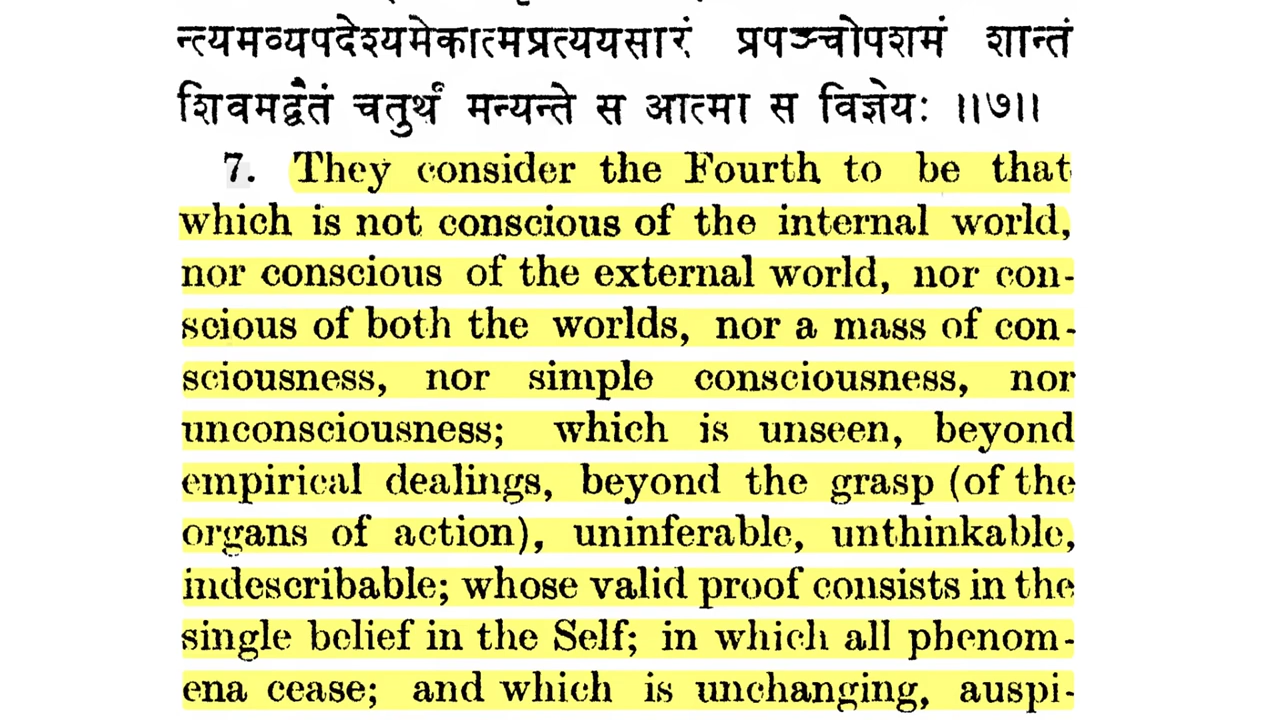 न्त्यमव्यपदेश्यमेकात्मप्रत्ययसारं प्रपञ्चोपशमं शान्तं
शिवमद्वैतं चतुर्थं मन्यन्ते स आत्मा स विज्ञेयः ॥७॥
7. They consider the Fourth to be that
which is not conscious of the internal world,
nor conscious of the external world, nor con-
scious of both the worlds, nor a mass of con-
sciousness, nor simple consciousness, nor
unconsciousness; which is unseen, beyond
empirical dealings, beyond the grasp (of the
organs of action), uninferable, unthinkable,
indescribable; whose valid proof consists in the
single belief in the Self; in which all phenom-
ena cease; and which is unchanging, auspi-